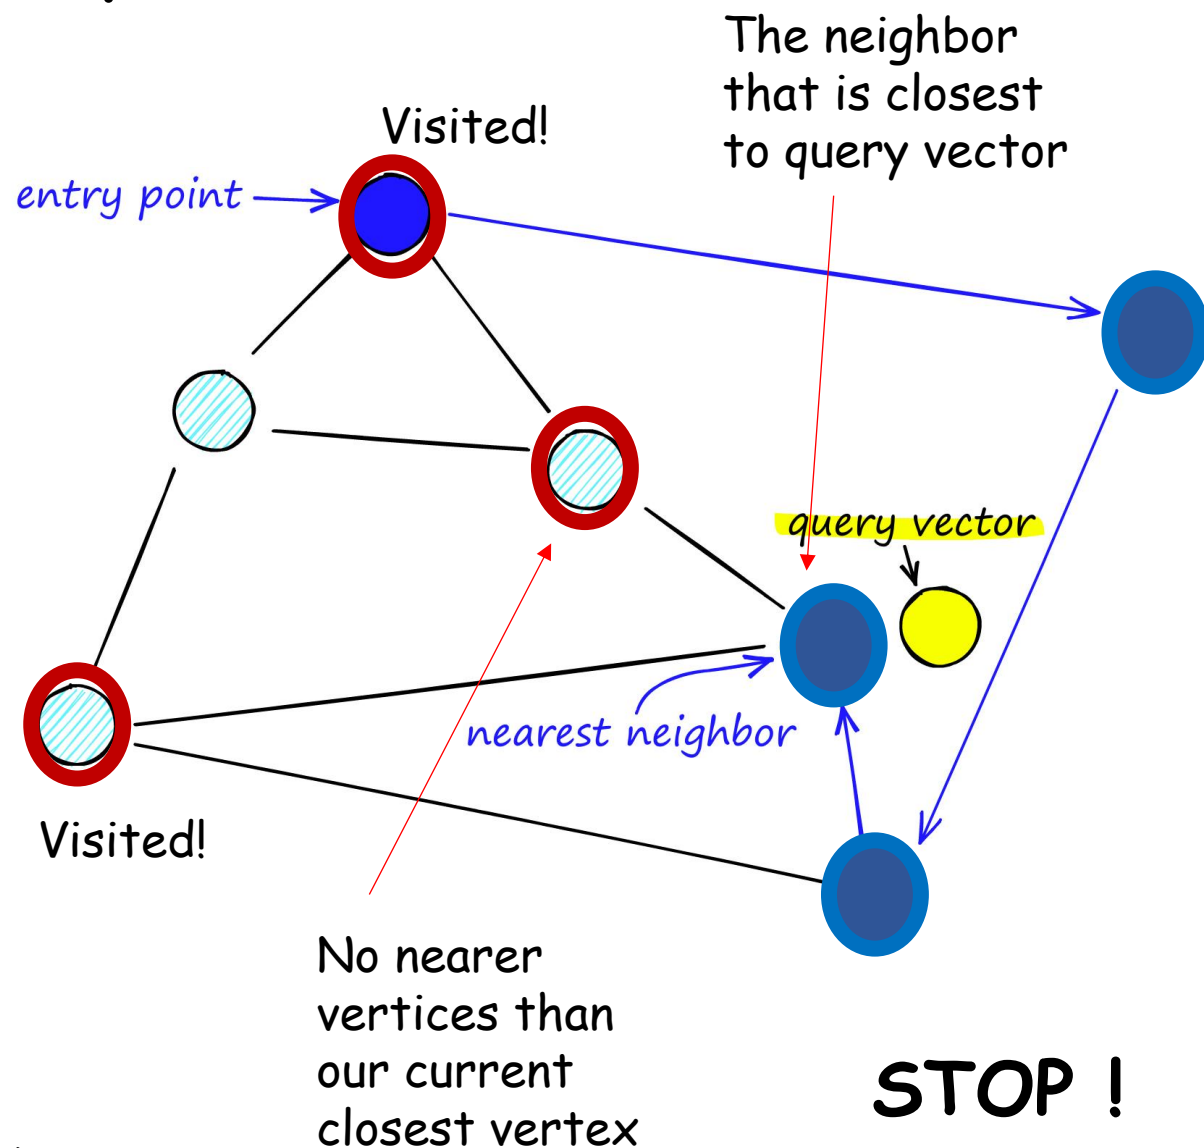 The neighbor
that is closest
to query vector
Visited!
entry point
query vector
nearest neighbor
Visited!
No nearer
vertices than
our current
closest vertex
STOP !